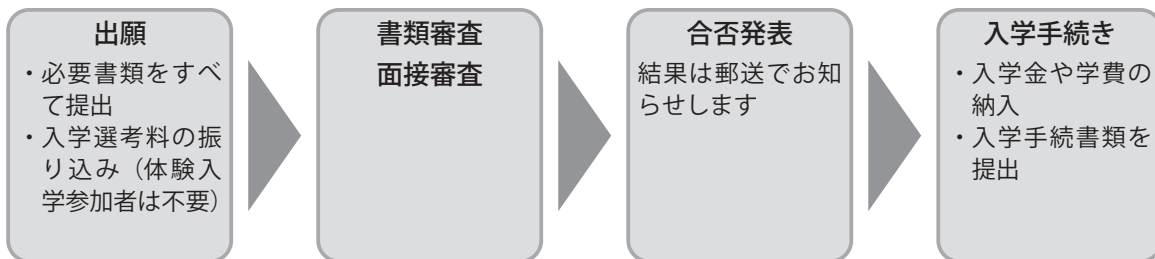 出願
・必要書類をすべ
て提出
・入学選考料の振
り込み（体験入
学参加者は不要）
書類審査
面接審査
合否発表
結果は郵送でお知
らせします
入学手続き
・入学金や学費の
納入
・入学手続書類を
提出